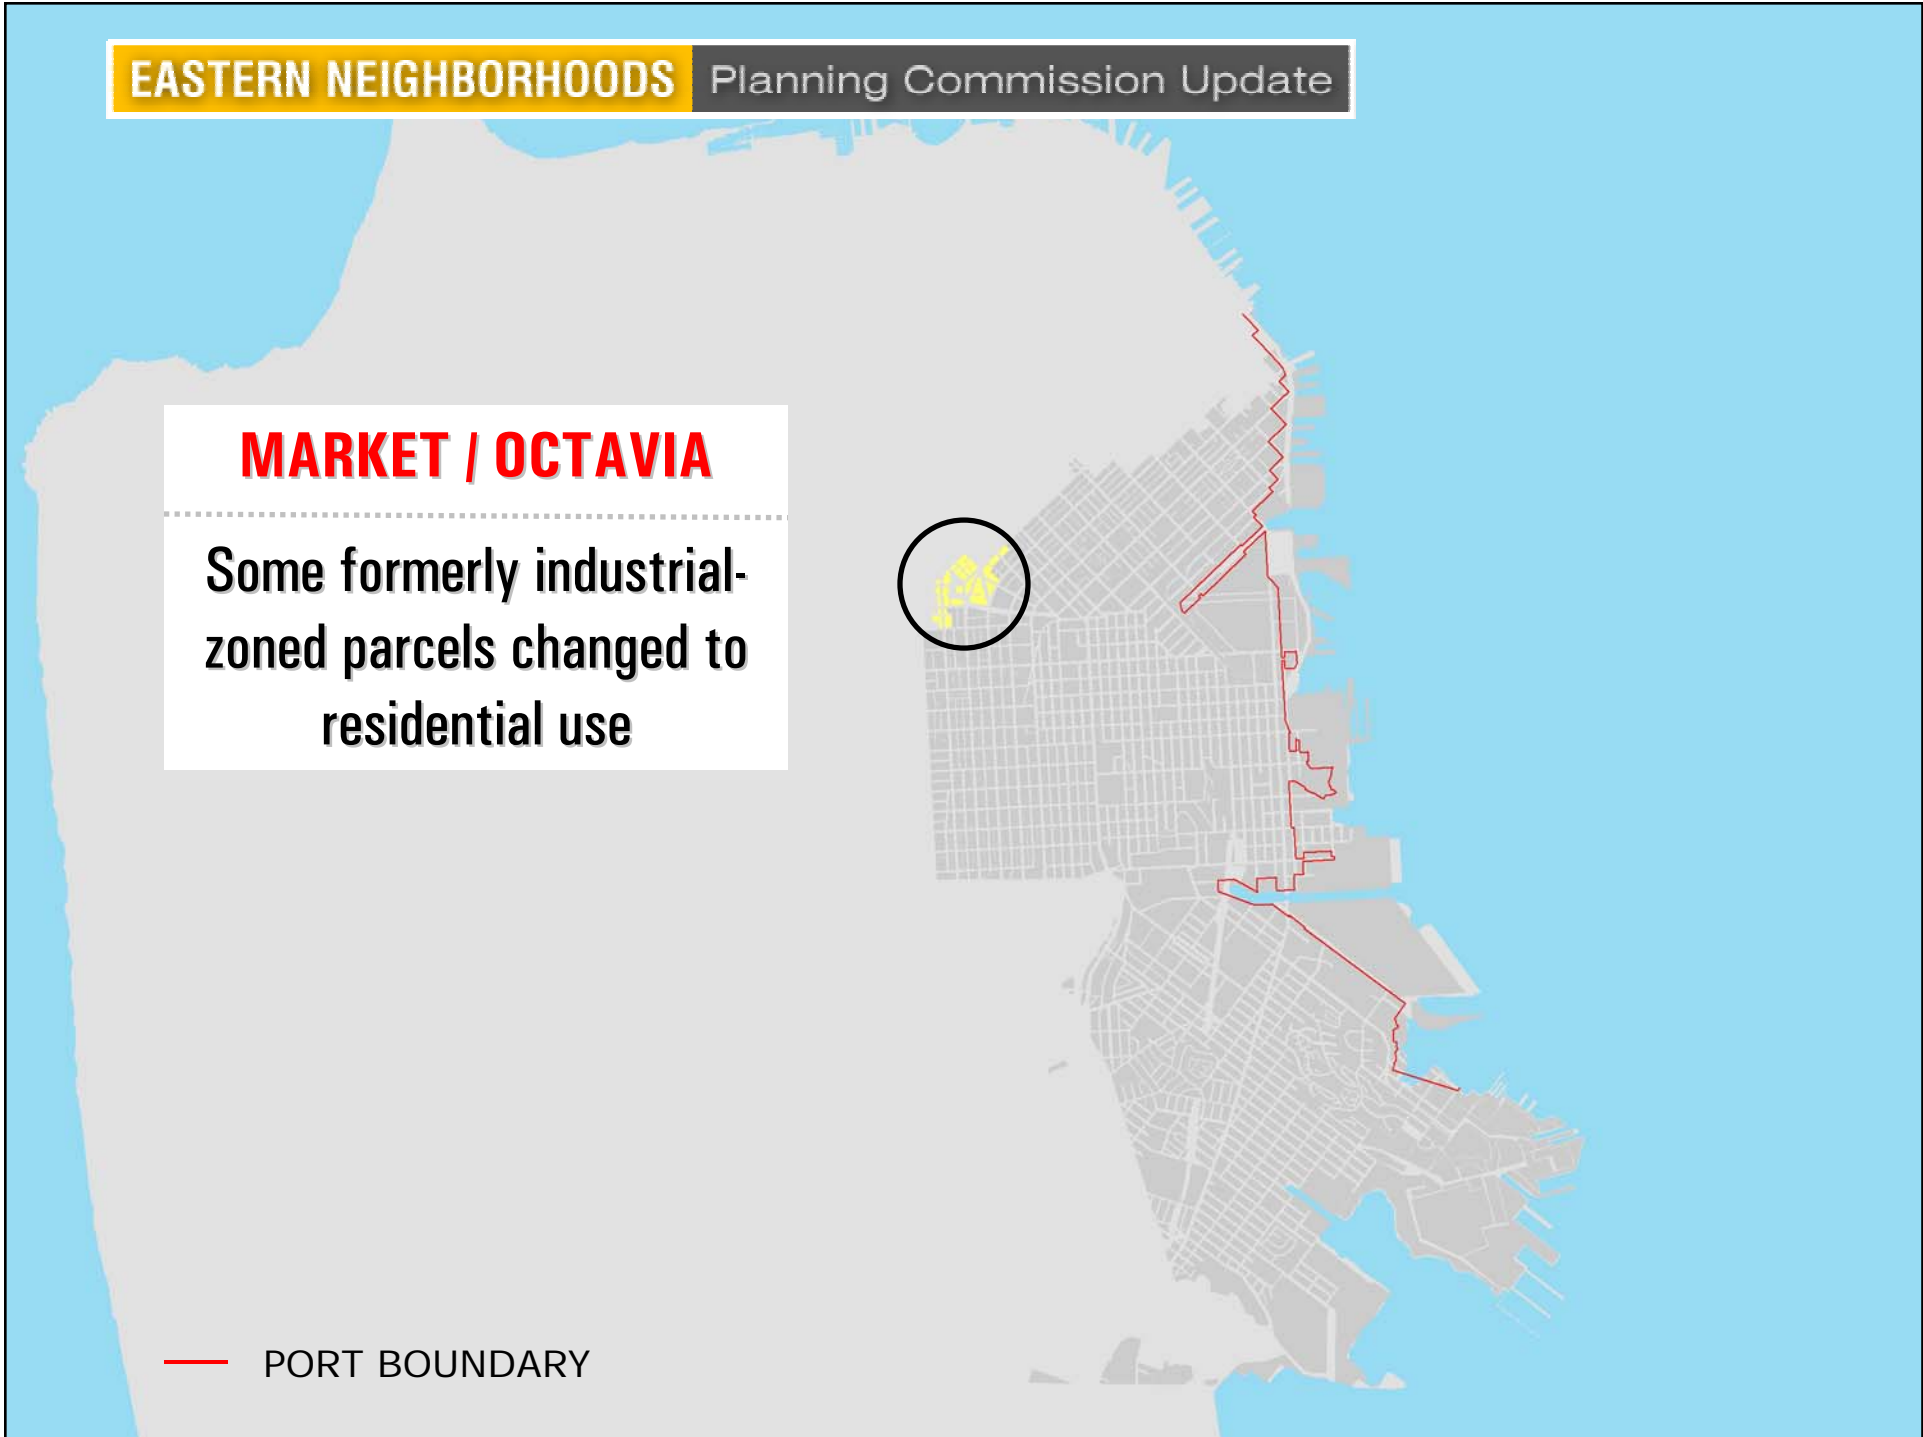 EASTERN NEIGHBORHOODS Planning Commission Update
MARKET / OCTAVIA
Some formerly industrial-
zoned parcels changed to
residential use
PORT BOUNDARY